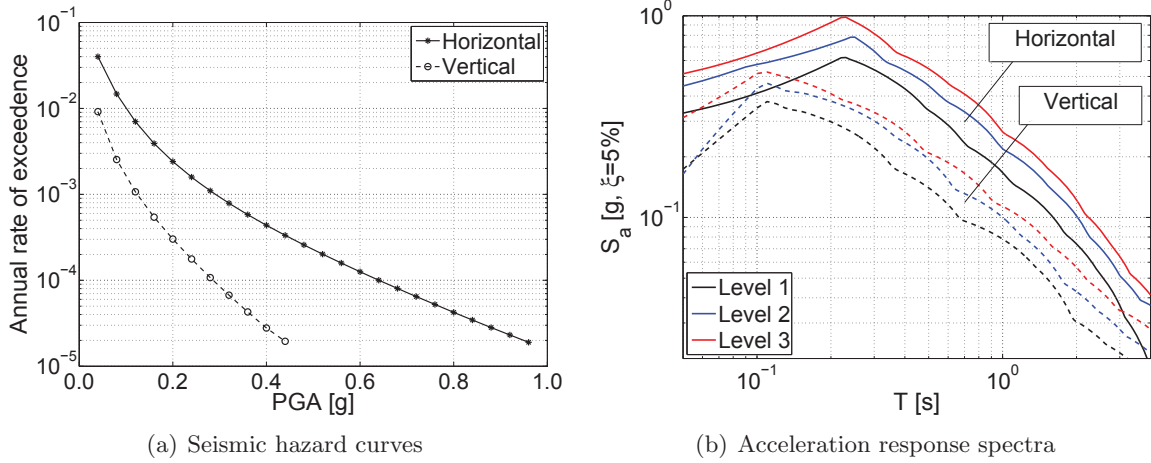 Annual rate of exceedence
10^-1
10^-2
10^-3
10^-4
10^-5
0.0 0.2 0.4 0.6 0.8 1.0
PGA [g]
Horizontal
Vertical
(a) Seismic hazard curves
S_a [g, ξ=5%]
10^0
10^-1
10^-1 10^0
T [s]
Horizontal
Vertical
Level 1
Level 2
Level 3
(b) Acceleration response spectra